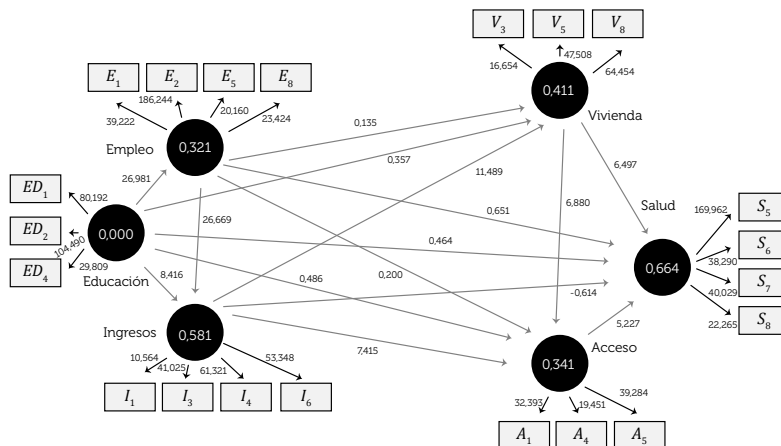 V3 V5 V8
16,654 47,508 64,454
E1 E2 E5 E8
39,222 186,244 20,160 23,424
0,411
Vivienda
0,135
Empleo 0,321
0,357
26,981
11,489
6,497
ED1 80,192
26,669
6,880
Salud
S5
169,962
ED2 104,490 0,000
0,651
S6
38,290
0,464
0,664
ED4 29,809
Educación
8,416
0,486
0,200
-0,614
S7
40,029
S8
22,265
Ingresos 0,581
5,227
0,341 Acceso
7,415
10,564 41,025 61,321 53,348
I1 I3 I4 I6
32,393 19,451 39,284
A1 A4 A5